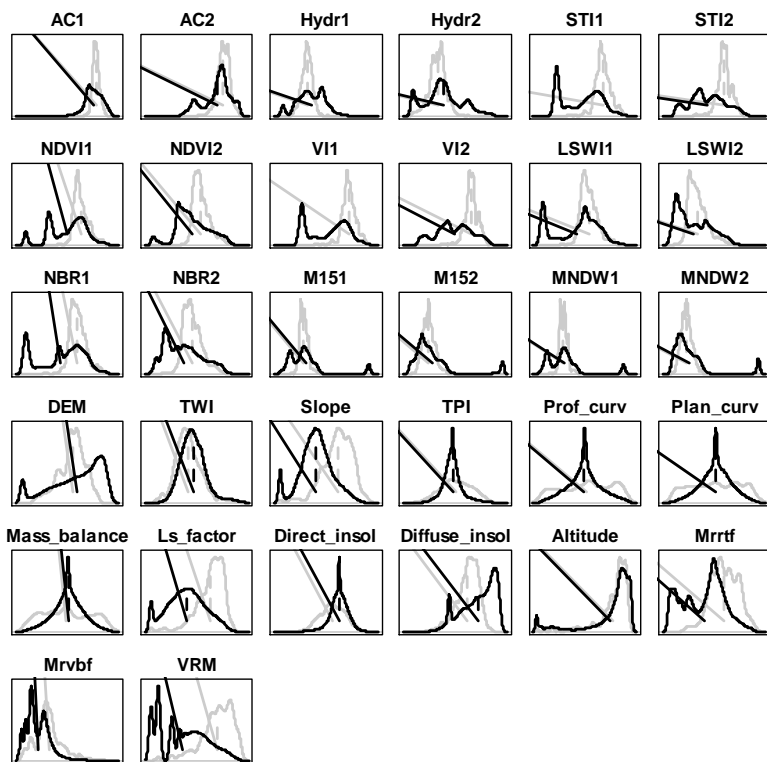 AC1 AC2 Hydr1 Hydr2 STI1 STI2
NDVI1 NDVI2 VI1 VI2 LSWI1 LSWI2
NBR1 NBR2 M151 M152 MNDW1 MNDW2
DEM TWI Slope TPI Prof_curv Plan_curv
Mass_balance Ls_factor Direct_insol Diffuse_insol Altitude Mrrtf
Mrvbf VRM